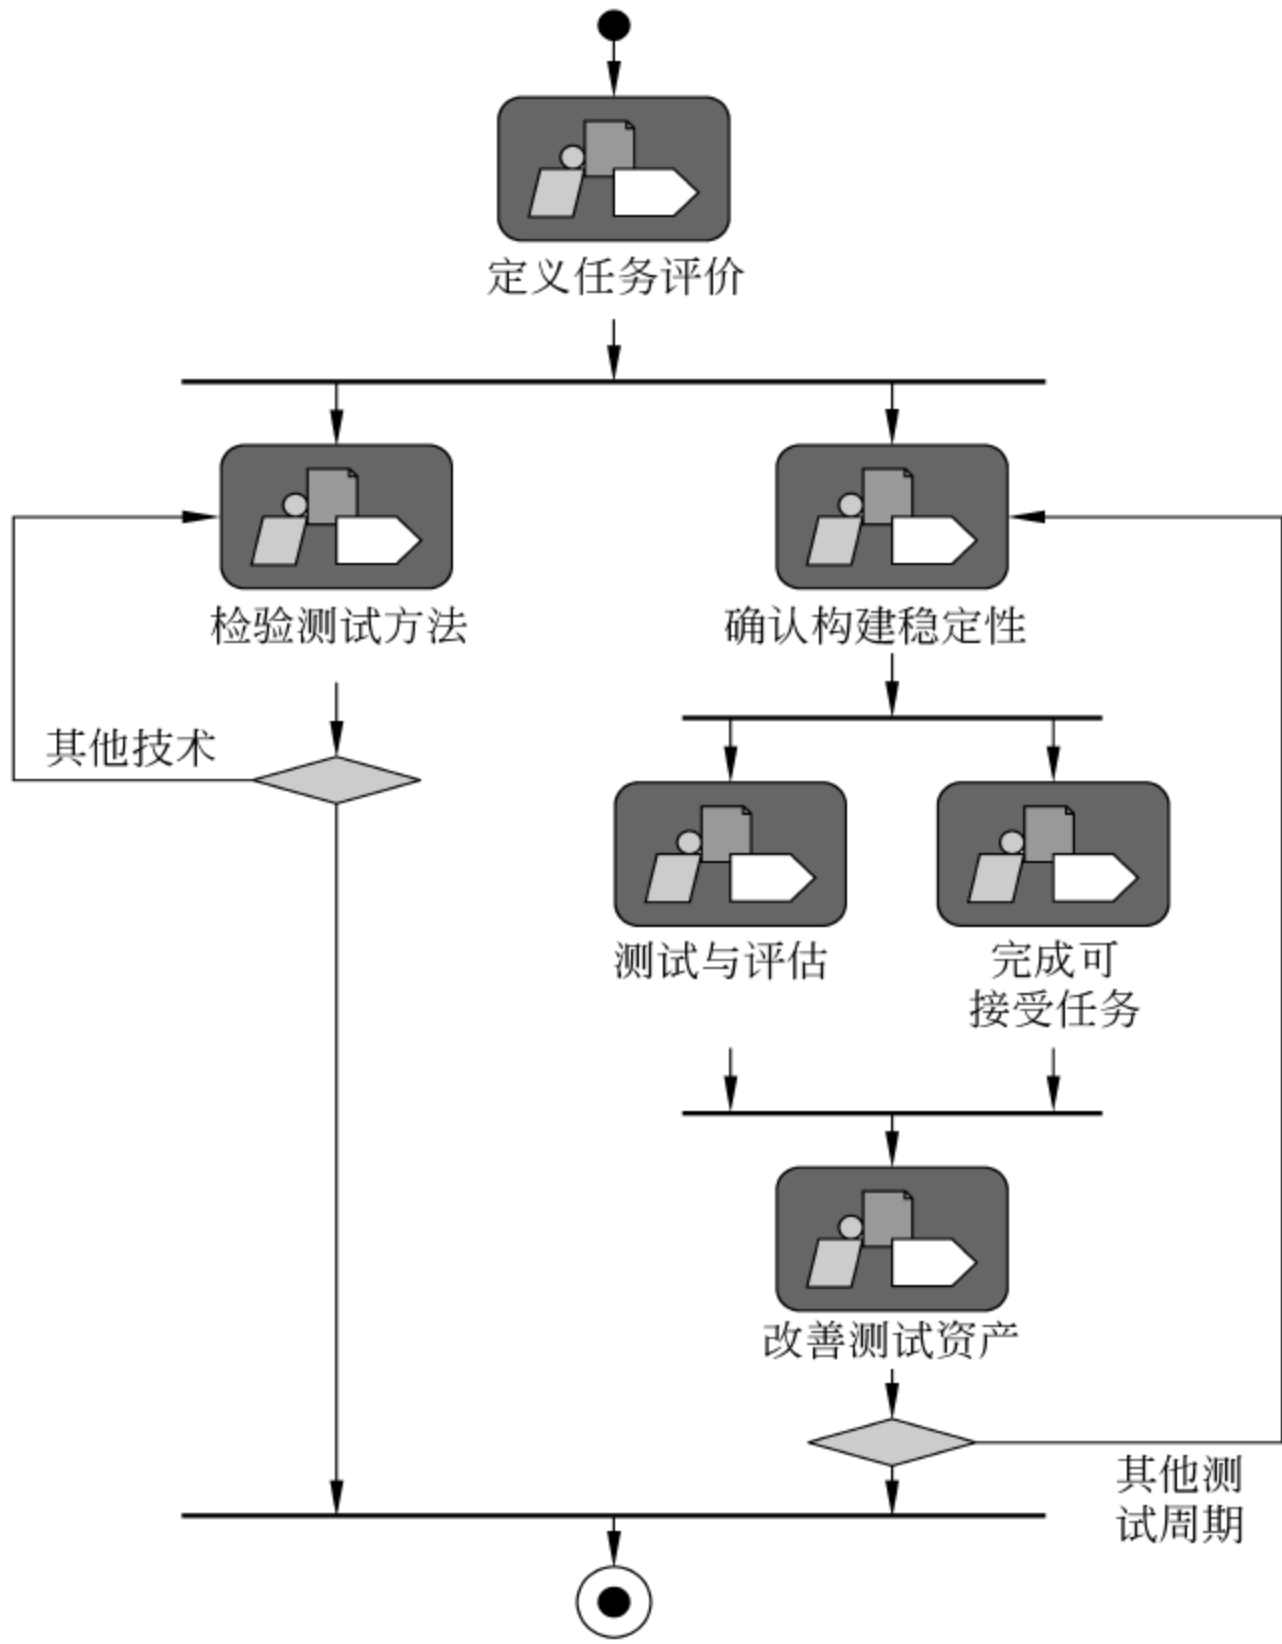 定义任务评价
检验测试方法
确认构建稳定性
其他技术
测试与评估
完成可
接受任务
改善测试资产
其他测
试周期